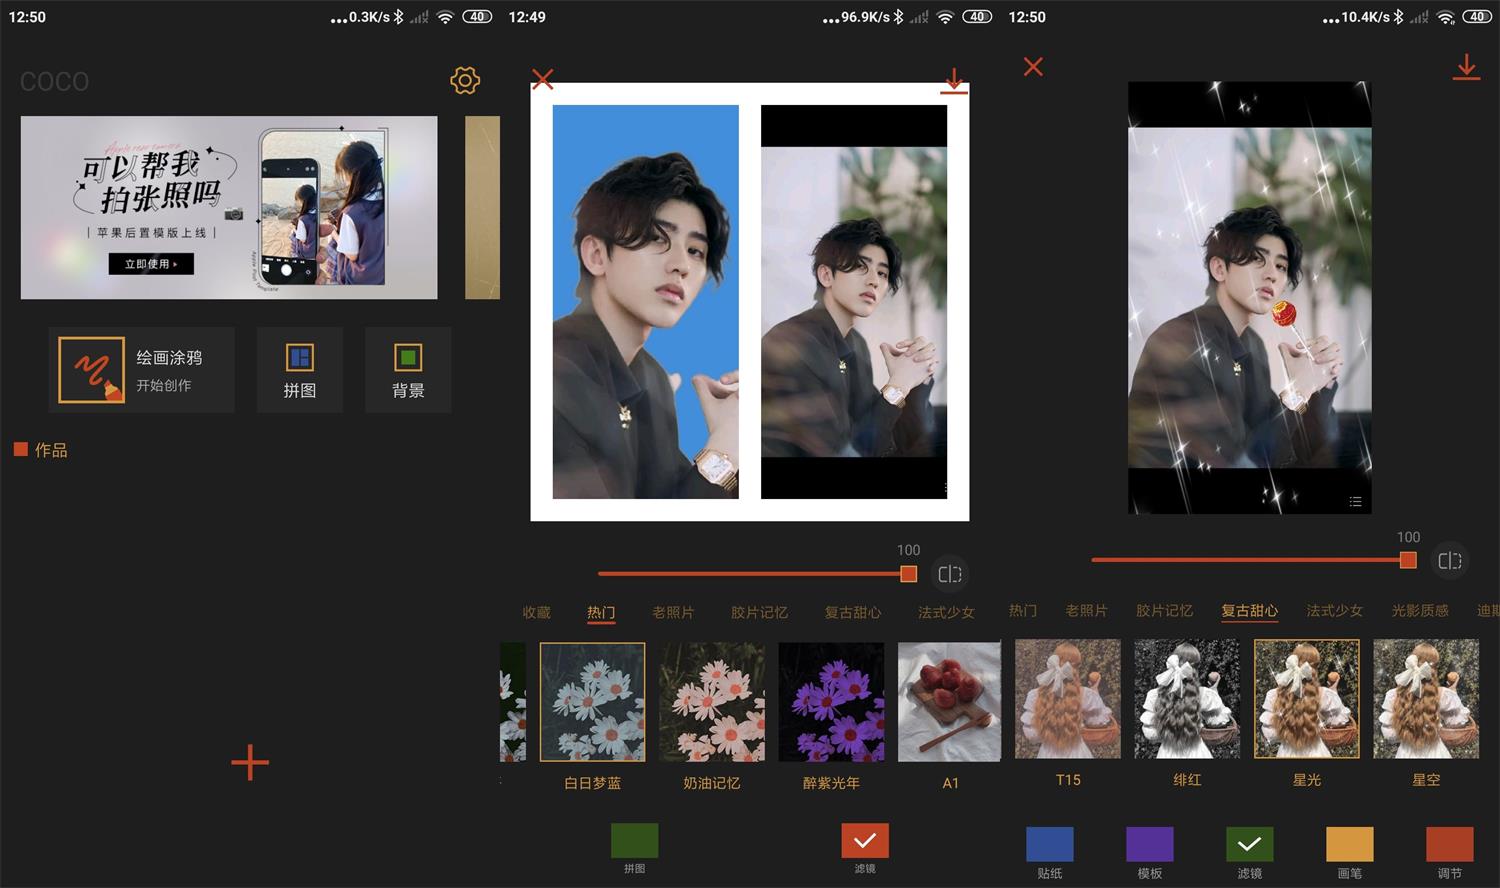 12:50
0.3K/s
40
COCO
Apple rear camera
可以帮我
拍张照吗
苹果后置模版上线
立即使用
绘画涂鸦
开始创作
拼图
背景
作品
12:49
96.9K/s
40
100
收藏
热门
老照片
胶片记忆
复古甜心
法式少女
白日梦蓝
奶油记忆
醉紫光年
A1
拼图
滤镜
12:50
10.4K/s
40
100
热门
老照片
胶片记忆
复古甜心
法式少女
光影质感
T15
绯红
星光
星空
贴纸
模板
滤镜
画笔
调节